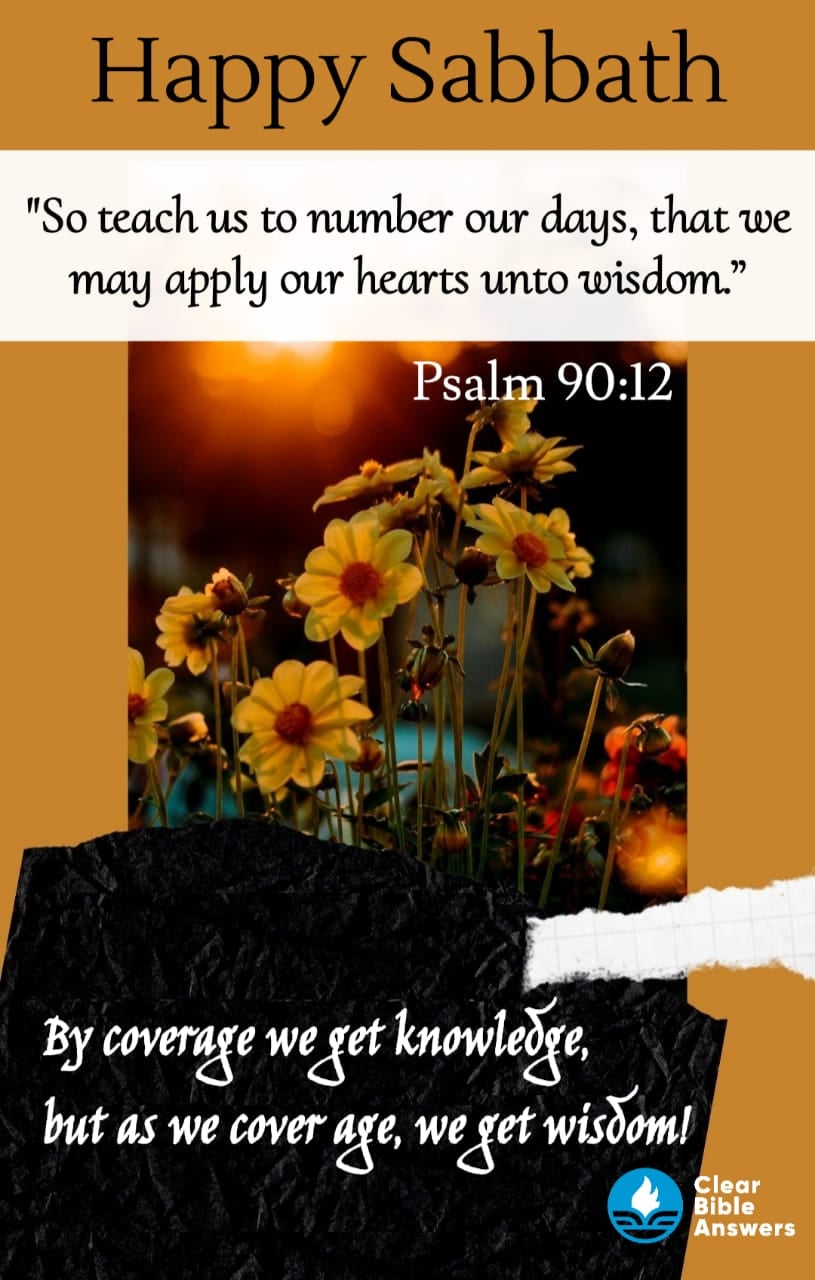 Happy Sabbath
"So teach us to number our days, that we
may apply our hearts unto wisdom.”
Psalm 90:12
By coverage we get knowledge,
but as we cover age, we get wisdom!
Clear
Bible
Answers